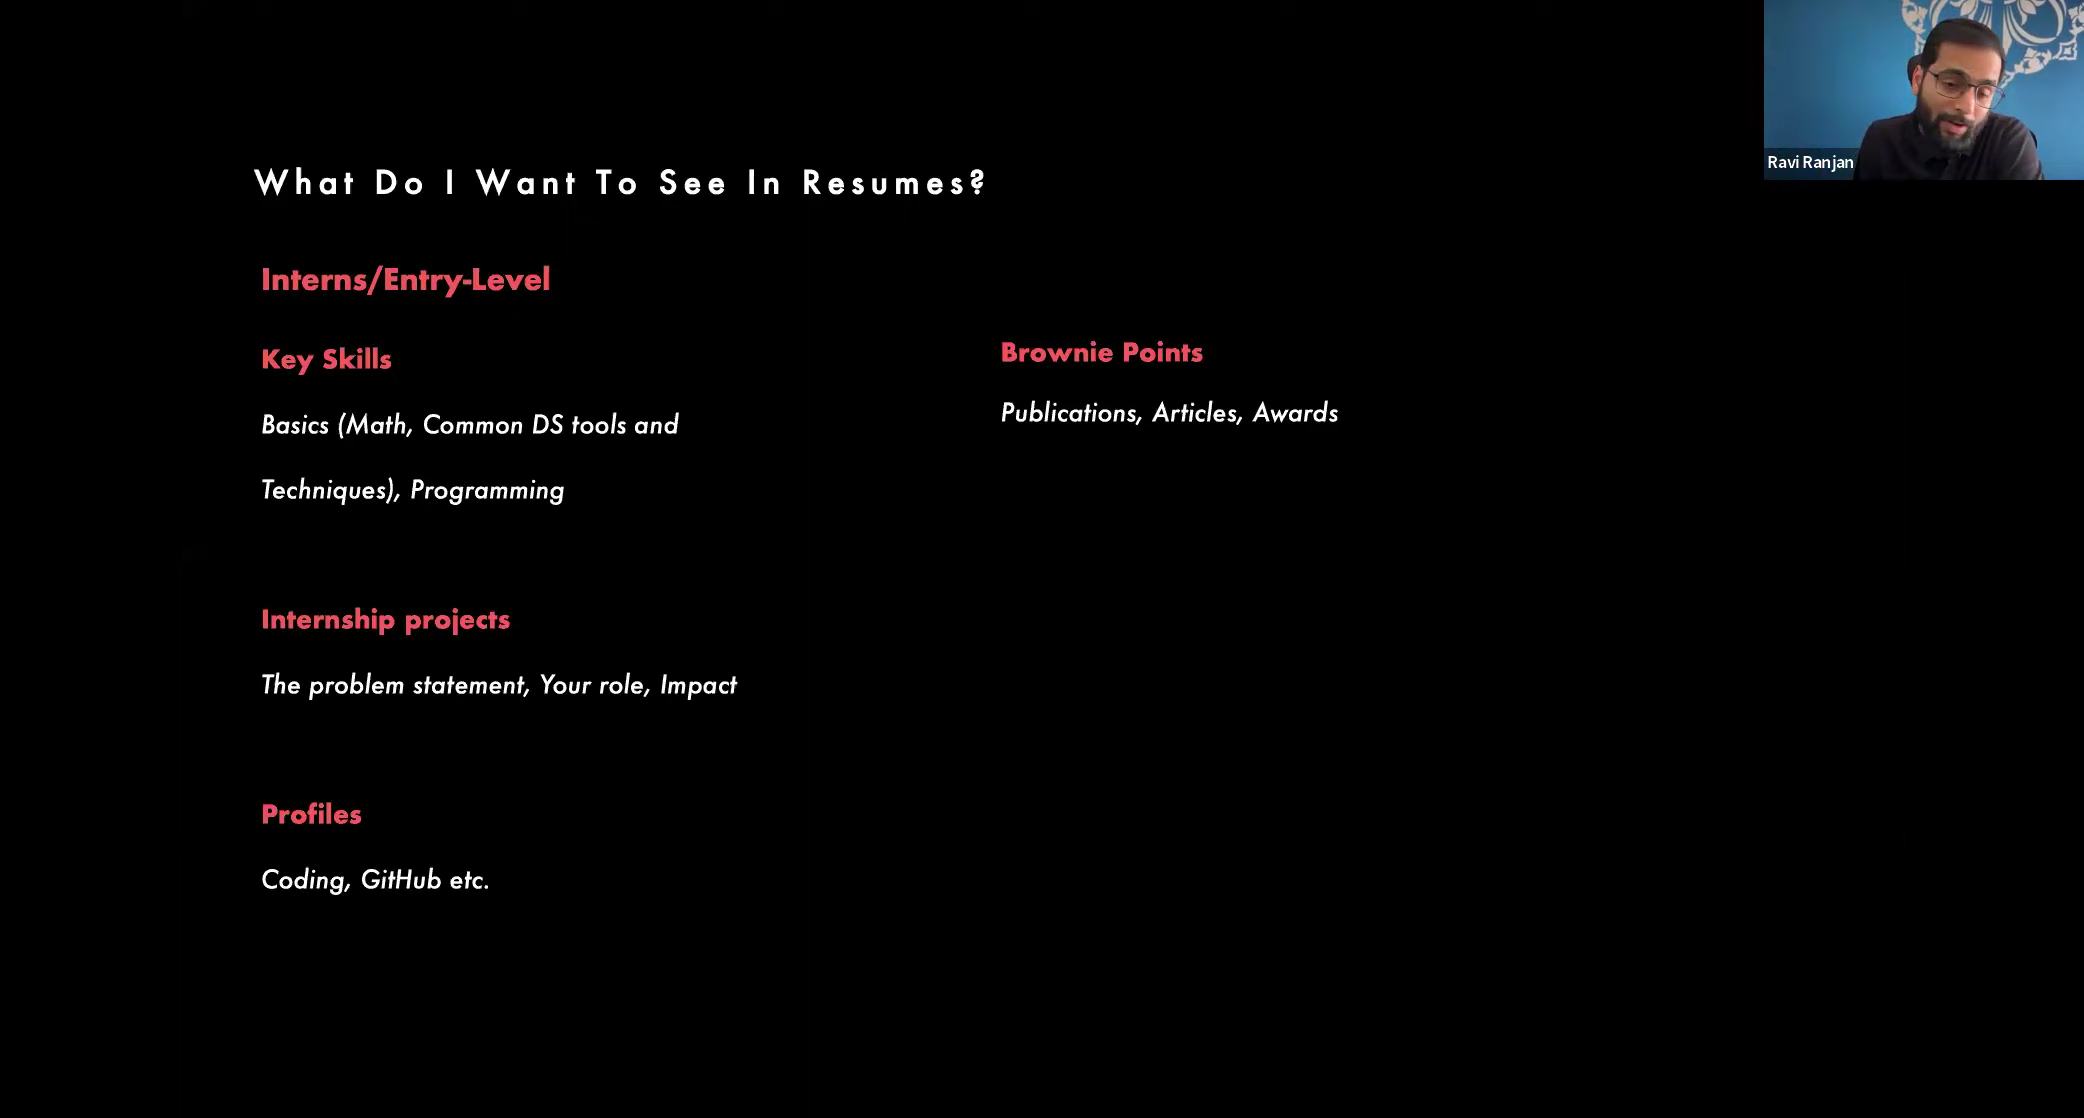 What Do I Want To See In Resumes?
Interns/Entry-Level
Key Skills
Basics (Math, Common DS tools and
Techniques), Programming
Internship projects
The problem statement, Your role, Impact
Profiles
Coding, GitHub etc.
Brownie Points
Publications, Articles, Awards
Ravi Ranjan